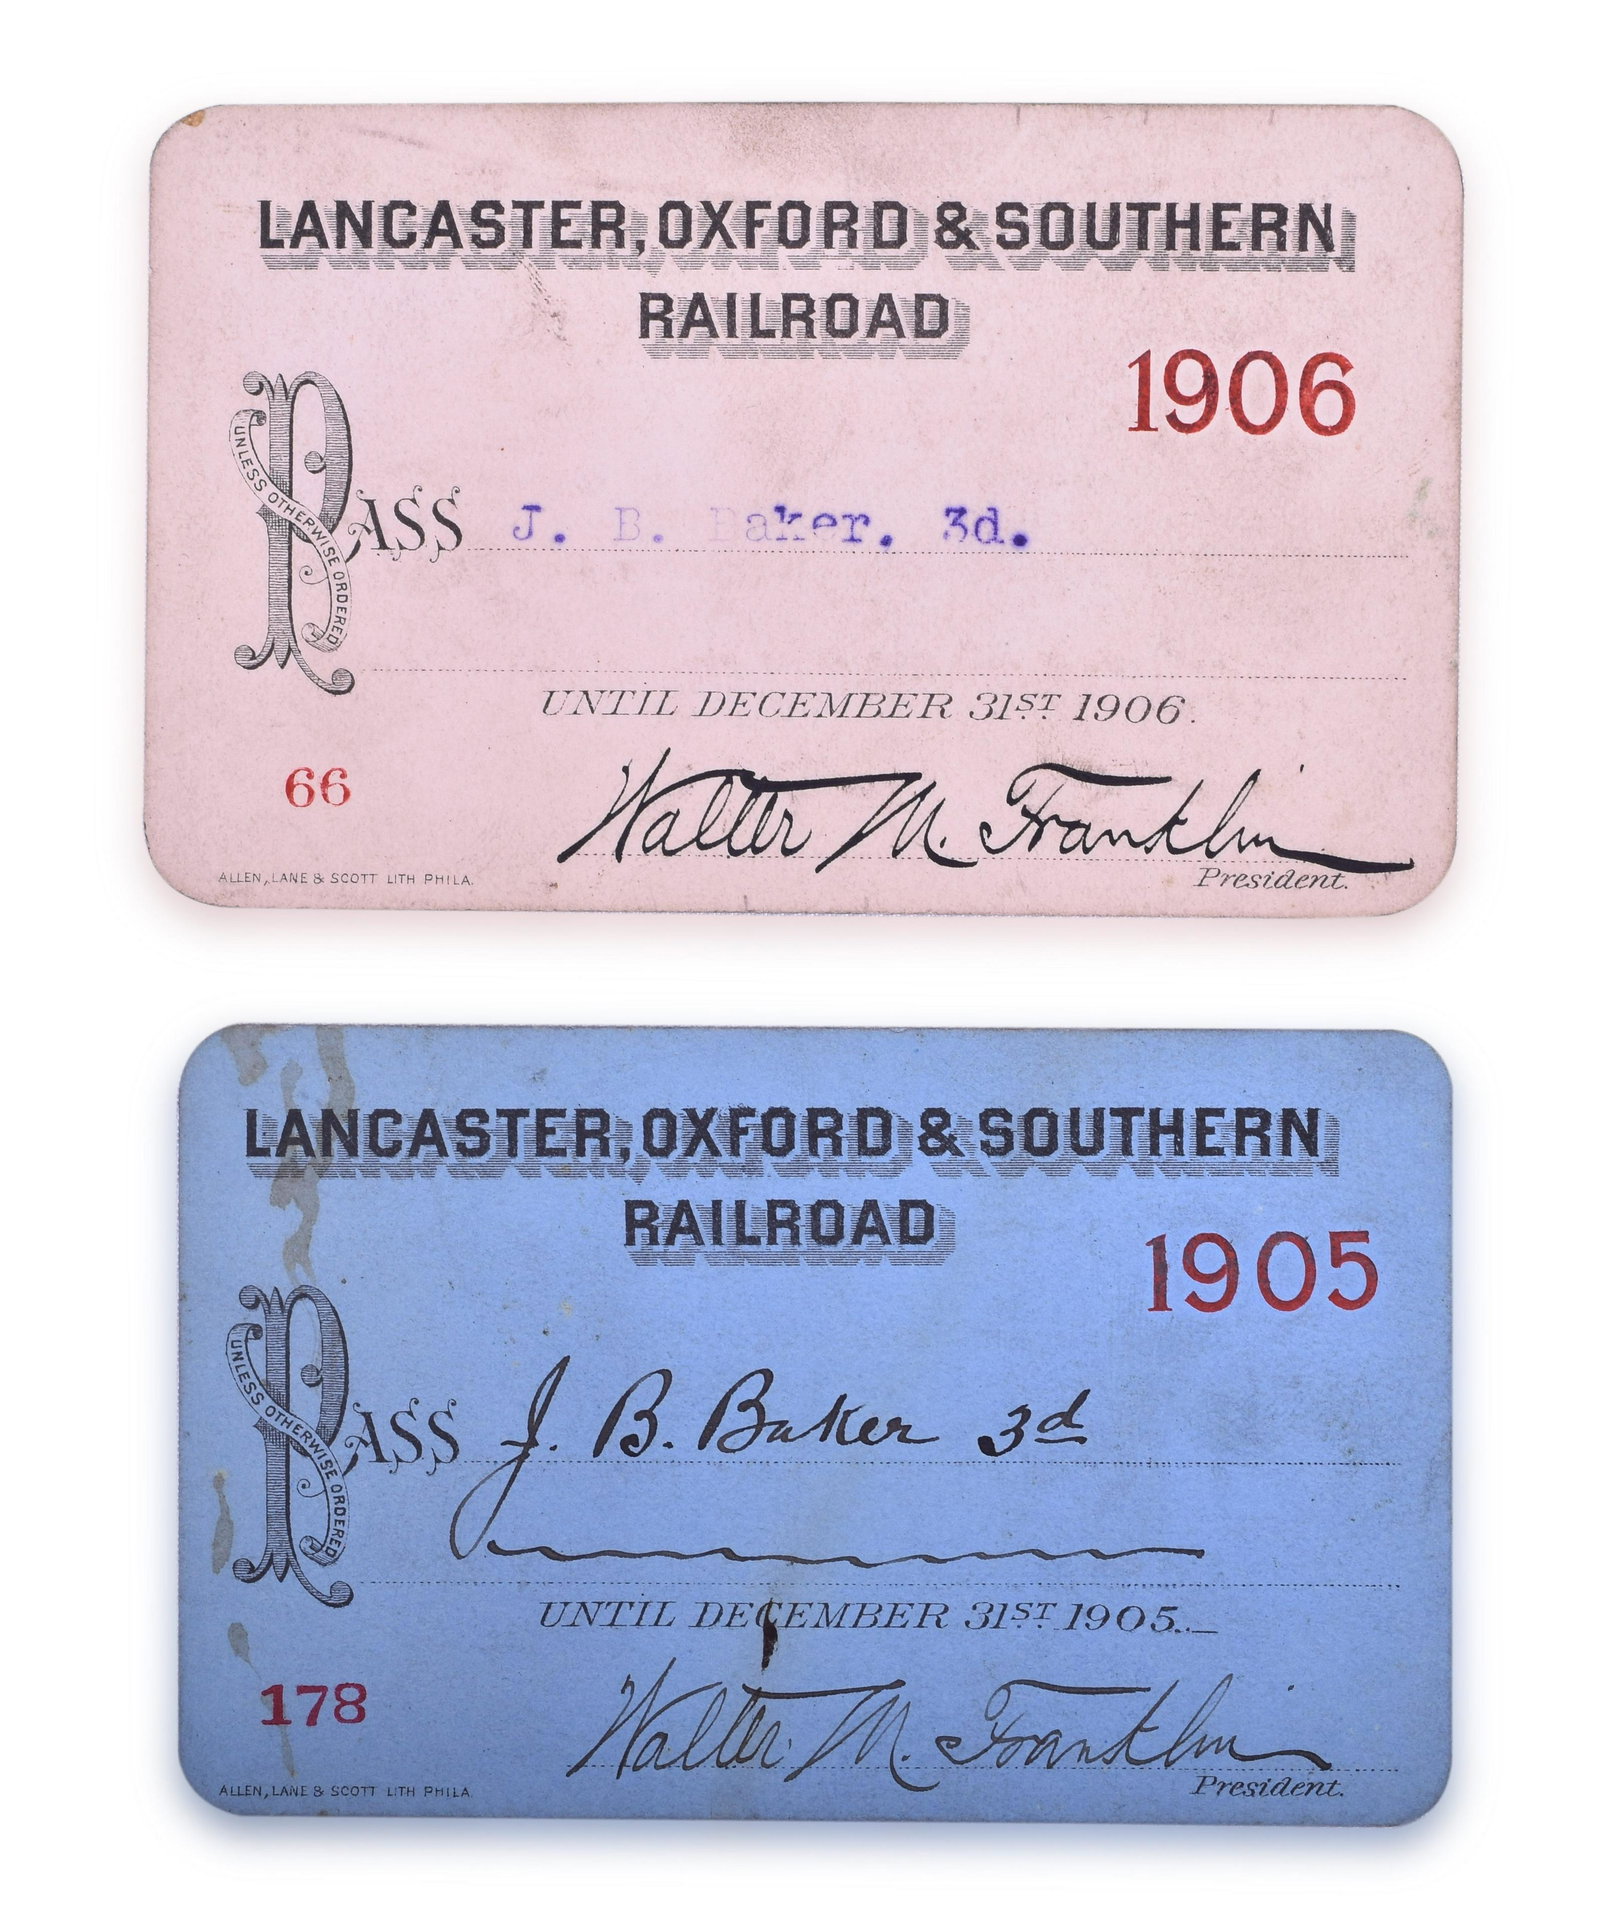 LANCASTER, OXFORD & SOUTHERN
RAILROAD
1906
UNLESS OTHERWISE ORDERED
PASS J. B. Baker, 3d.
UNTIL DECEMBER 31ST 1906.
66
Walter M. Franklin
President.
ALLEN, LANE & SCOTT LITH PHILA.
LANCASTER, OXFORD & SOUTHERN
RAILROAD
1905
UNLESS OTHERWISE ORDERED
PASS J. B. Baker 3d
UNTIL DECEMBER 31ST 1905.
178
Walter M. Franklin
President.
ALLEN, LANE & SCOTT LITH PHILA.